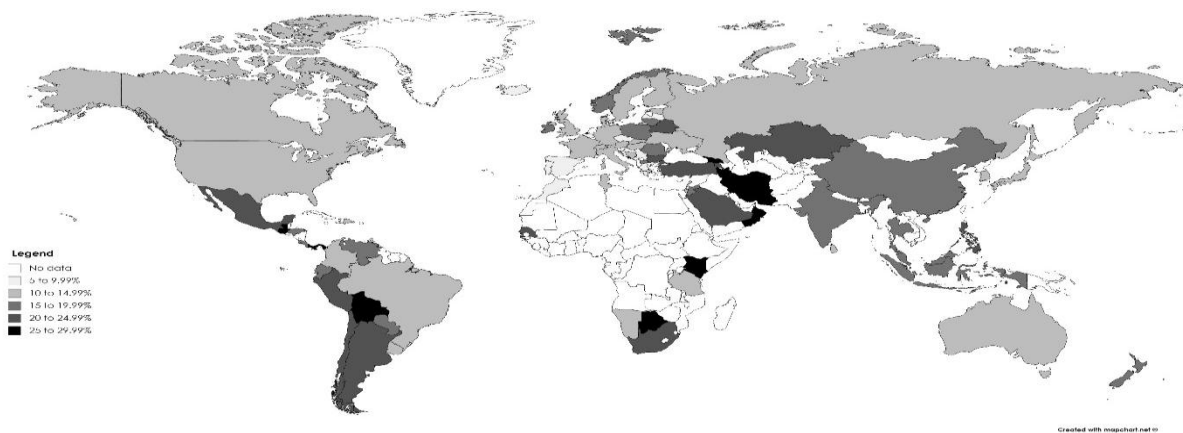 Legend
No data
5 to 9.99%
10 to 14.99%
15 to 19.99%
20 to 24.99%
25 to 29.99%
Created with mapchart.net ©